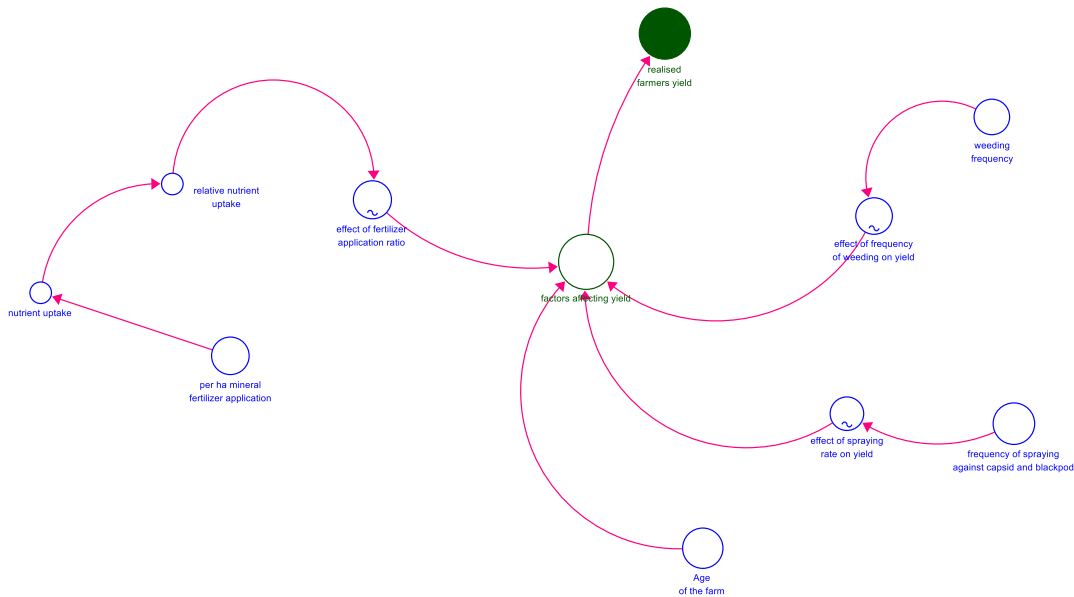 realised
farmers yield
weeding
frequency
relative nutrient
uptake
effect of fertilizer
application ratio
effect of frequency
of weeding on yield
factors affecting yield
nutrient uptake
per ha mineral
fertilizer application
effect of spraying
rate on yield
frequency of spraying
against capsid and blackpod
Age
of the farm